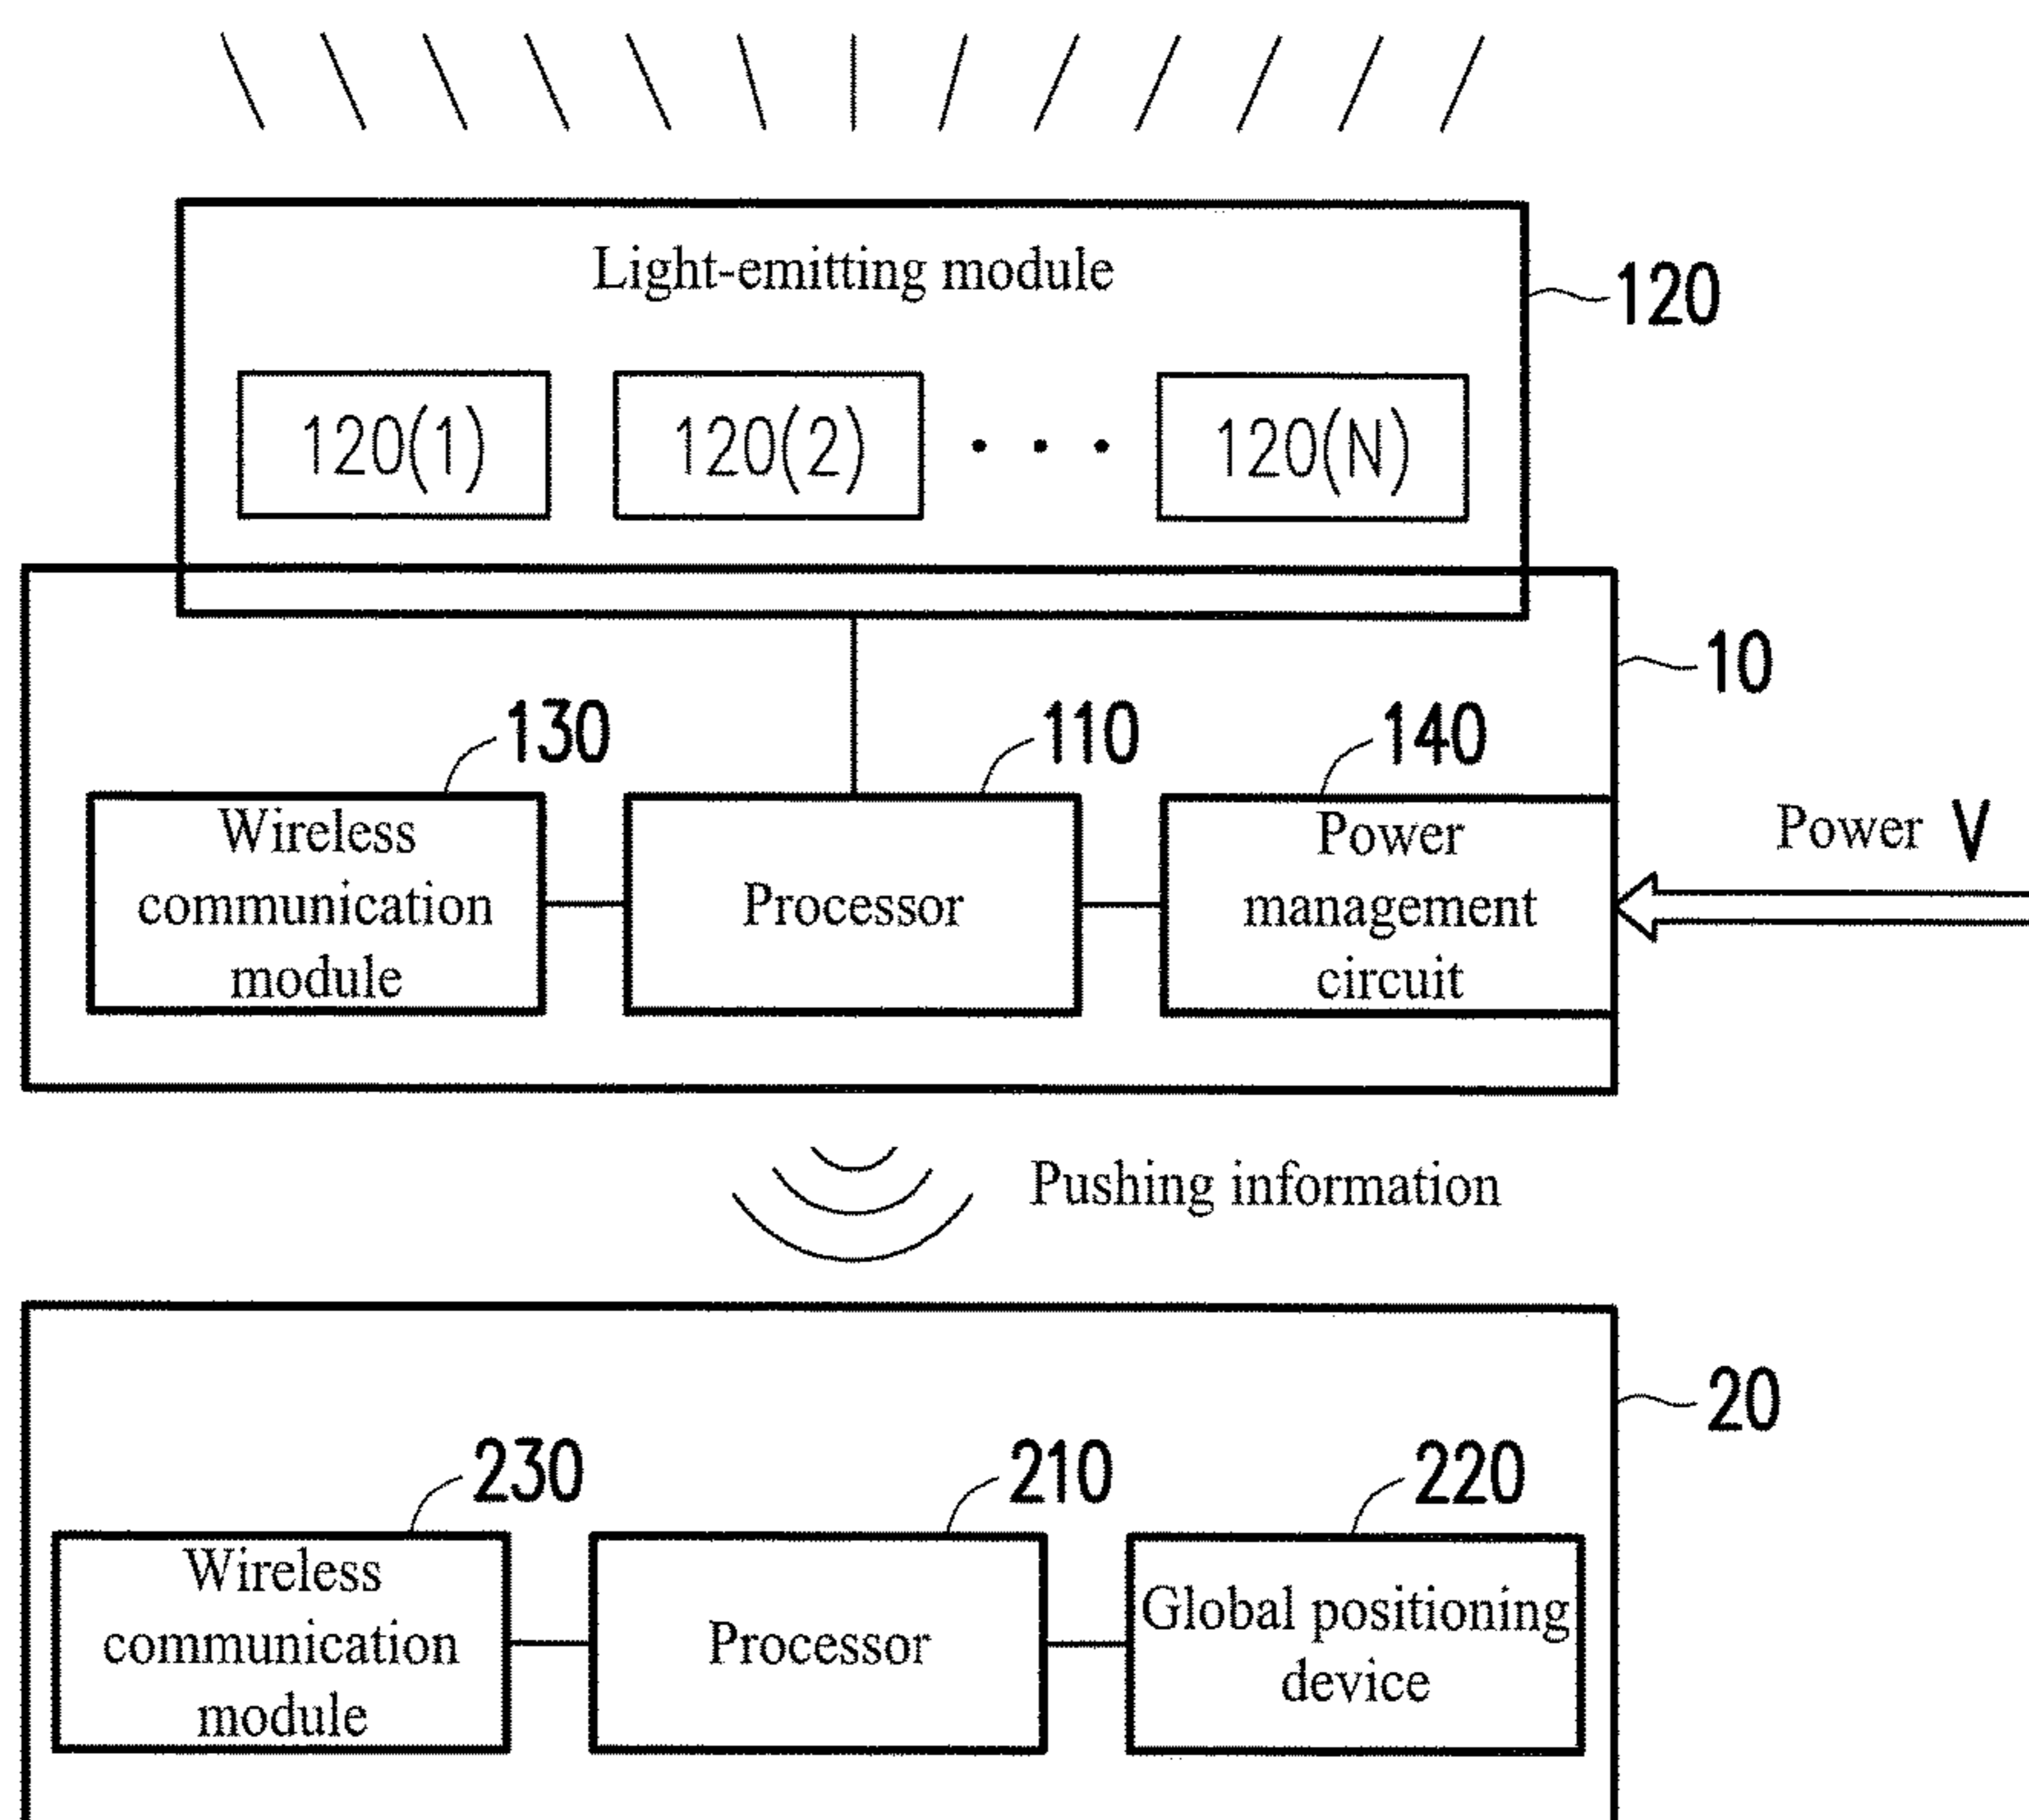 Light-emitting module
120
120(1) 120(2) • • • 120(N)
10
130 110 140
Wireless
communication
module
Processor
Power
management
circuit
Power V
Pushing information
20
230 210 220
Wireless
communication
module
Processor
Global positioning
device